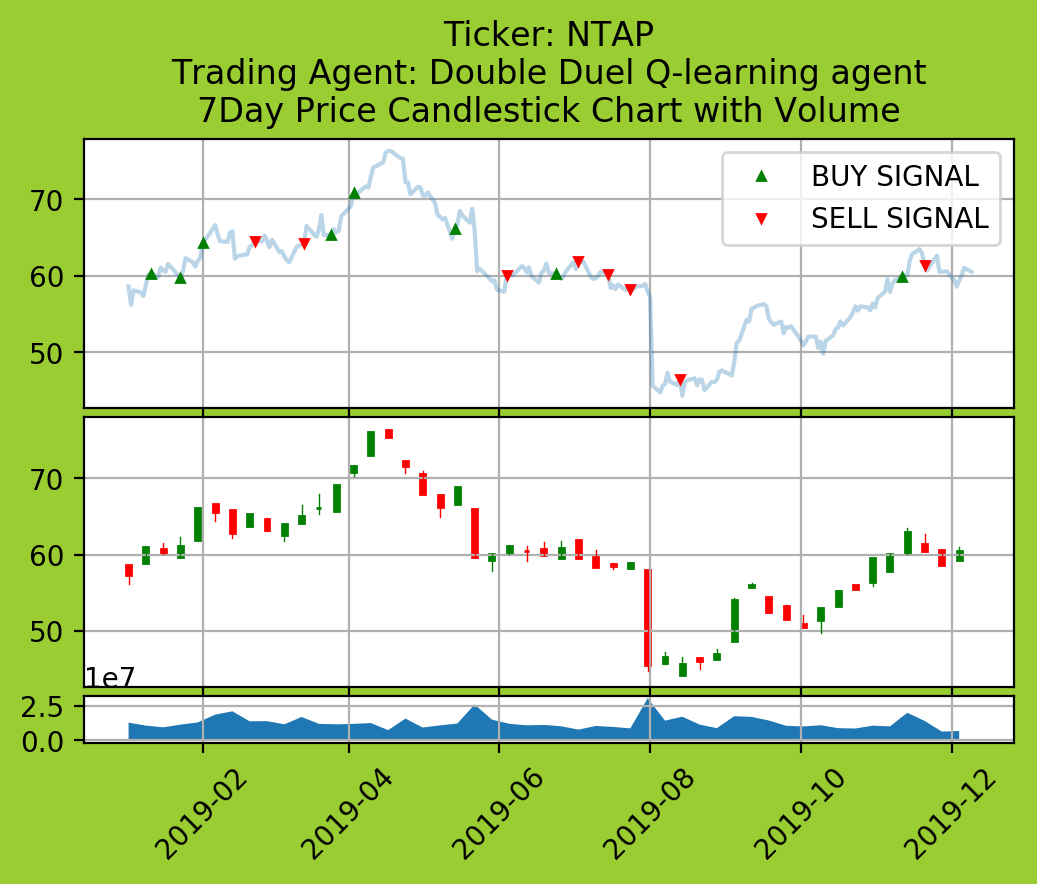 Ticker: NTAP
Trading Agent: Double Duel Q-learning agent
7Day Price Candlestick Chart with Volume
BUY SIGNAL
SELL SIGNAL
70
60
50
70
60
50
1e7
2.5
0.0
2019-02
2019-04
2019-06
2019-08
2019-10
2019-12